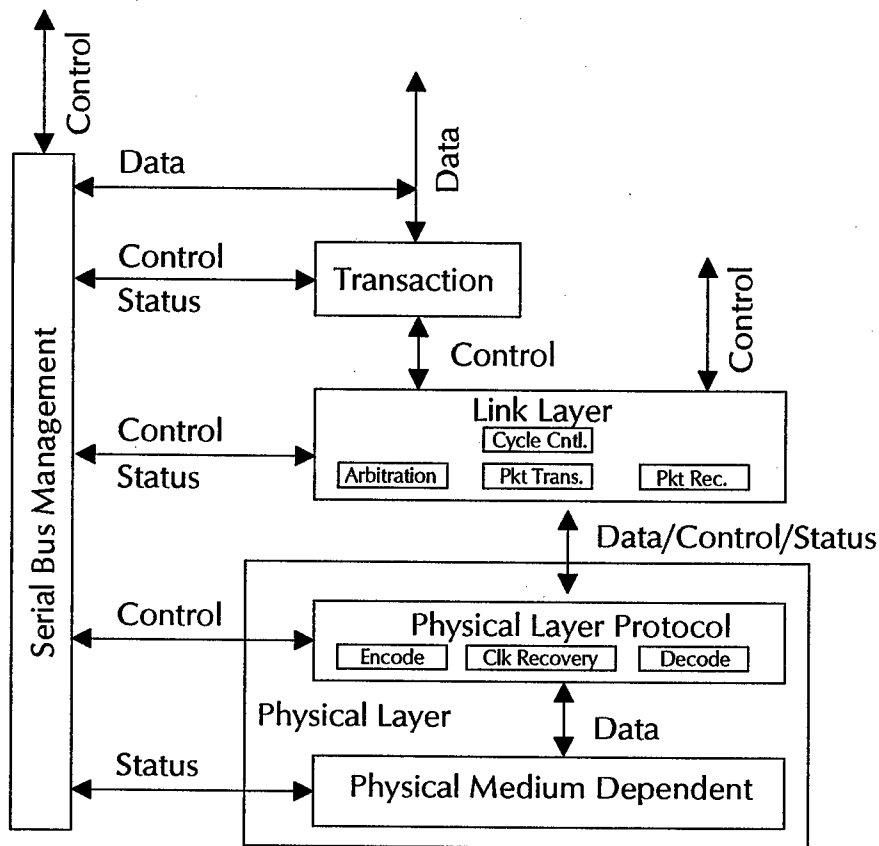 Control
Data
Data
Control
Status
Transaction
Control
Control
Serial Bus Management
Control
Status
Link Layer
Cycle Cntl.
Arbitration
Pkt Trans.
Pkt Rec.
Data/Control/Status
Control
Physical Layer Protocol
Encode
Clk Recovery
Decode
Physical Layer
Data
Status
Physical Medium Dependent